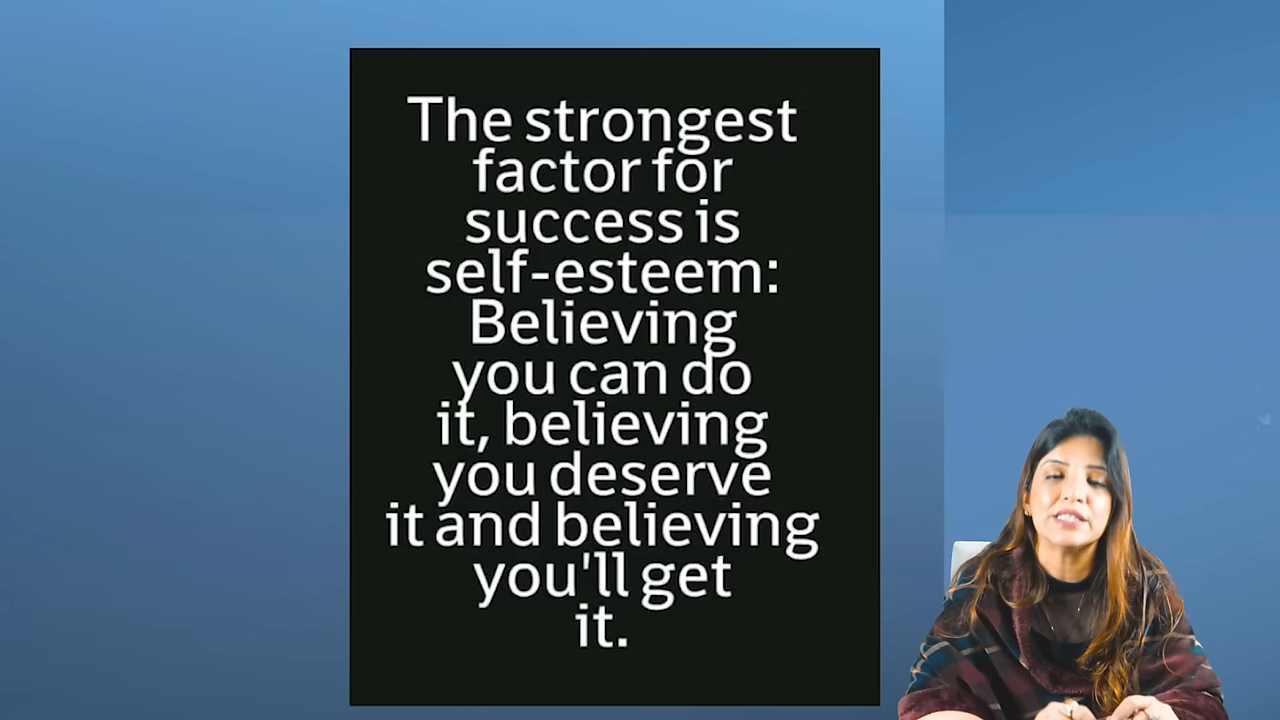 The strongest
factor for
success is
self-esteem:
Believing
you can do
it, believing
you deserve
it and believing
you'll get
it.